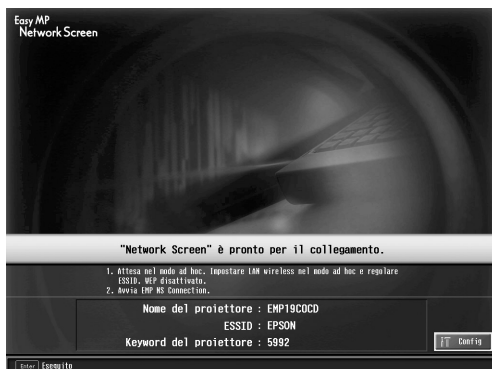 Easy MP
Network Screen
"Network Screen" è pronto per il collegamento.
1. Attesa nel modo ad hoc. Impostare LAN wireless nel modo ad hoc e regolare
ESSID. WEP disattivato.
2. Avvia EMP NS Connection.
Nome del proiettore : EMP19C0CD
ESSID : EPSON
Keyword del proiettore : 5992
Config
Enter Eseguito